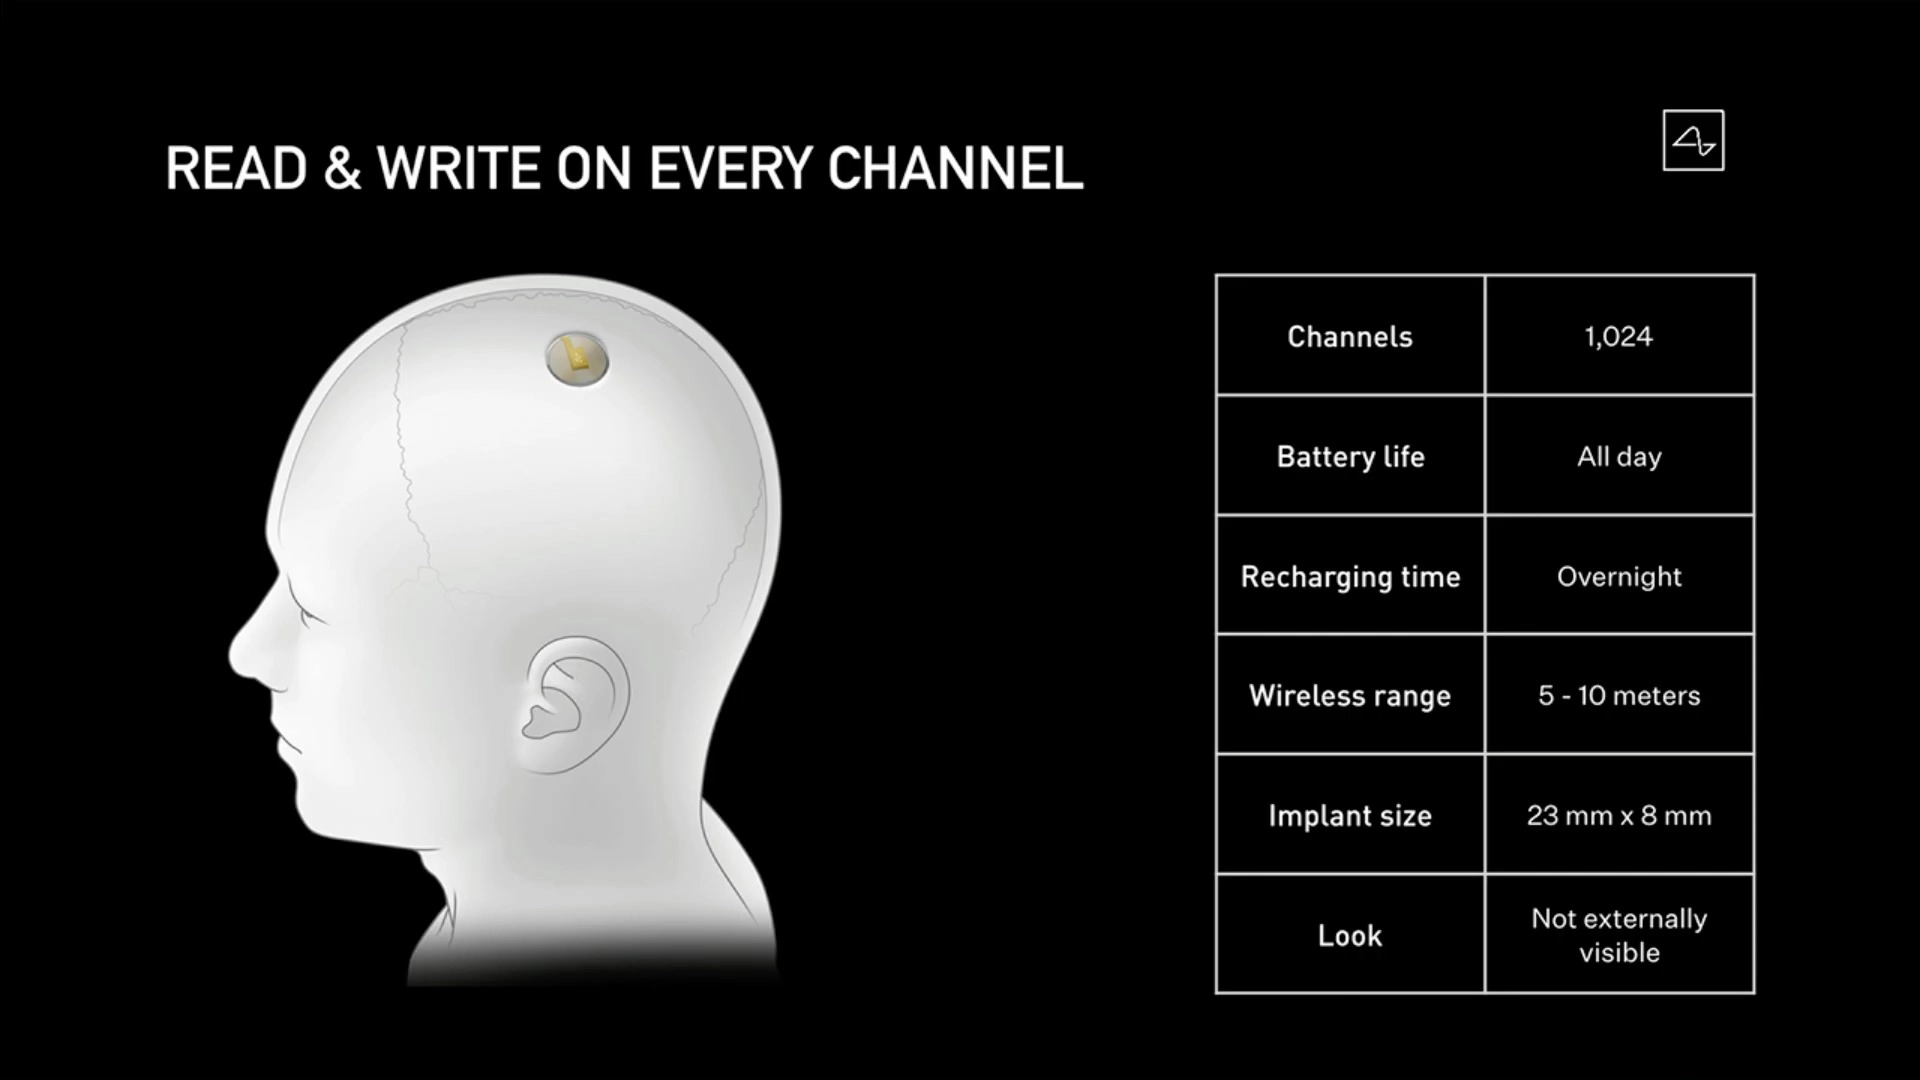 READ & WRITE ON EVERY CHANNEL
Channels
1,024
Battery life
All day
Recharging time
Overnight
Wireless range
5 - 10 meters
Implant size
23 mm x 8 mm
Look
Not externally
visible